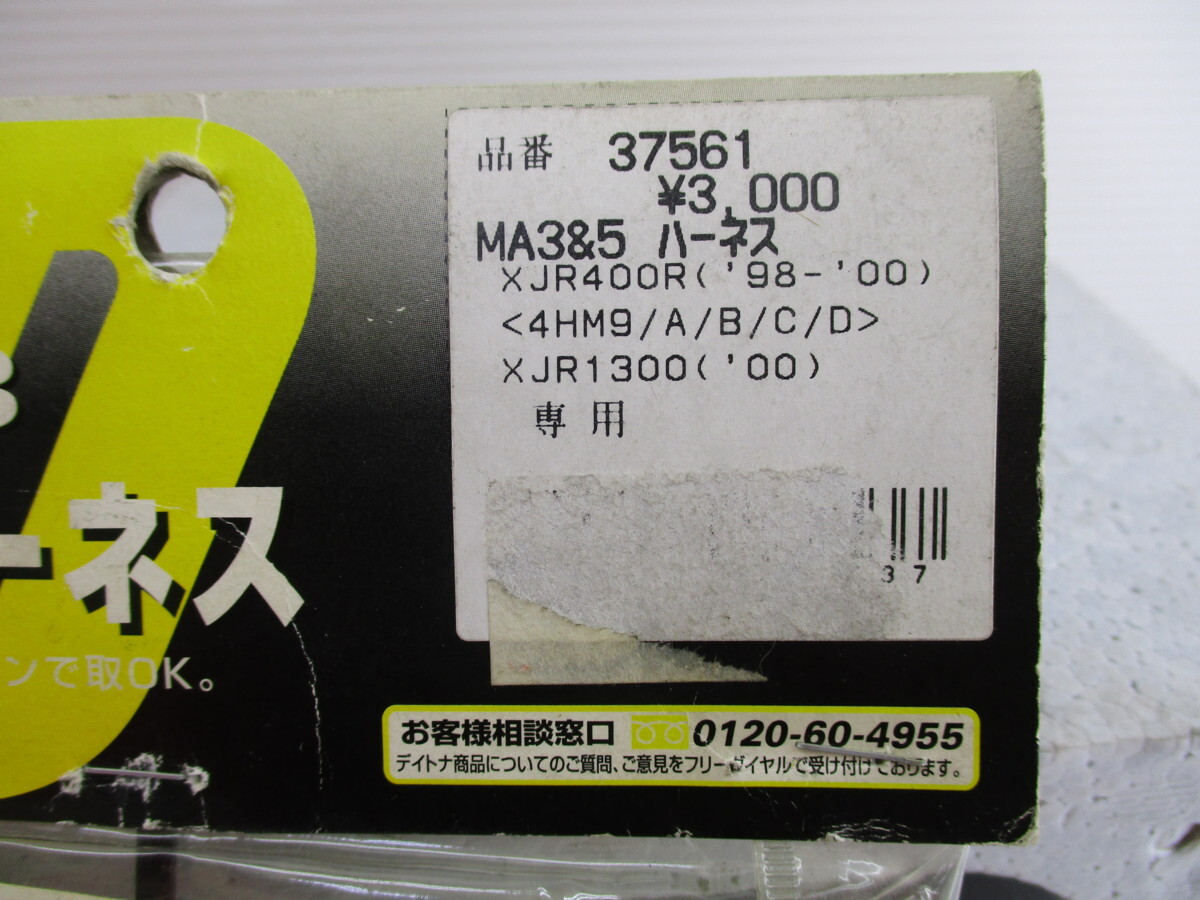 品番 37561
¥3,000
MA3&5 ハーネス
XJR400R('98-'00)
<4HM9/A/B/C/D>
XJR1300('00)
専用
37
ーネス
ンで取OK。
お客様相談窓口 0120-60-4955
デイトナ商品についてのご質問、ご意見をフリーダイヤルで受け付けております。